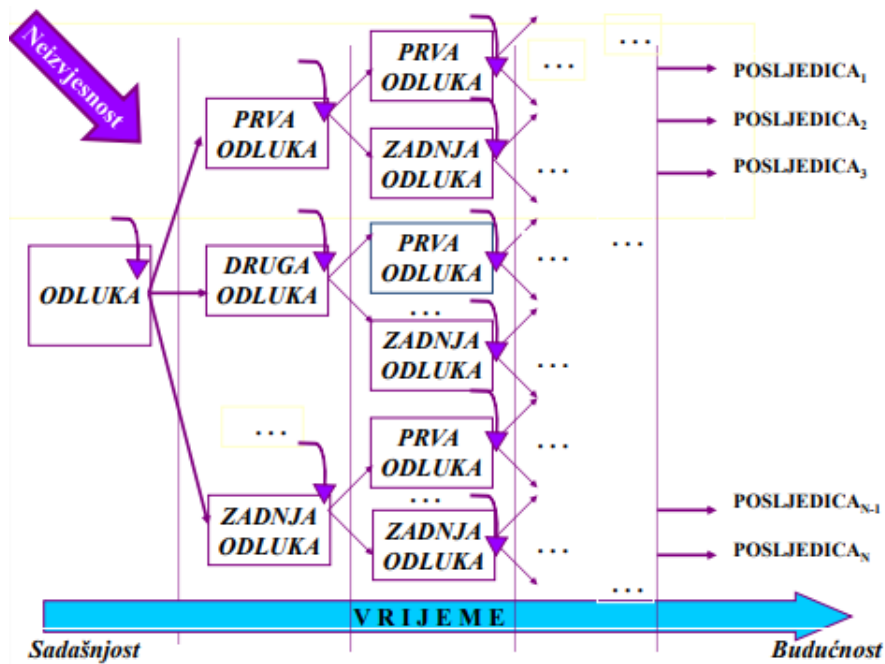 Neizvjesnost
ODLUKA
PRVA
ODLUKA
DRUGA
ODLUKA
. . .
ZADNJA
ODLUKA
PRVA
ODLUKA
ZADNJA
ODLUKA
PRVA
ODLUKA
. . .
ZADNJA
ODLUKA
PRVA
ODLUKA
. . .
ZADNJA
ODLUKA
. . .
. . .
. . .
. . .
. . .
. . .
. . .
. . .
. . .
POSLJEDICA1
POSLJEDICA2
POSLJEDICA3
POSLJEDICAN-1
POSLJEDICAN
V R I J E M E
Sadašnjost
Budućnost